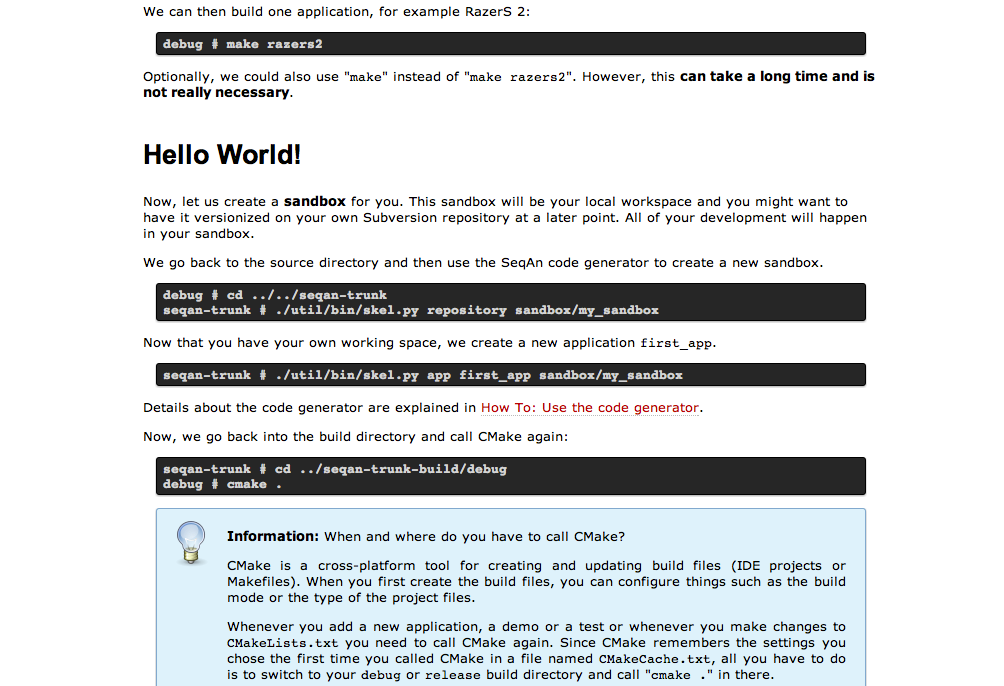 We can then build one application, for example RazerS 2:
debug # make razers2
Optionally, we could also use "make" instead of "make razers2". However, this can take a long time and is
not really necessary.
Hello World!
Now, let us create a sandbox for you. This sandbox will be your local workspace and you might want to
have it versionized on your own Subversion repository at a later point. All of your development will happen
in your sandbox.
We go back to the source directory and then use the SeqAn code generator to create a new sandbox.
debug # cd ../../seqan-trunk
seqan-trunk # ./util/bin/skel.py repository sandbox/my_sandbox
Now that you have your own working space, we create a new application first_app.
seqan-trunk # ./util/bin/skel.py app first_app sandbox/my_sandbox
Details about the code generator are explained in How To: Use the code generator.
Now, we go back into the build directory and call CMake again:
seqan-trunk # cd ../seqan-trunk-build/debug
debug # cmake .
Information: When and where do you have to call CMake?
CMake is a cross-platform tool for creating and updating build files (IDE projects or
Makefiles). When you first create the build files, you can configure things such as the build
mode or the type of the project files.
Whenever you add a new application, a demo or a test or whenever you make changes to
CMakeLists.txt you need to call CMake again. Since CMake remembers the settings you
chose the first time you called CMake in a file named CMakeCache.txt, all you have to do
is to switch to your debug or release build directory and call "cmake ." in there.